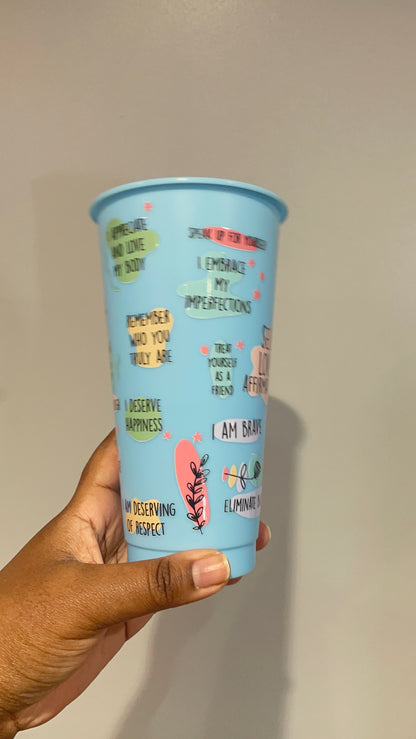 APPRECIATE
AND LOVE
MY BODY
SPEAK UP FOR YOURSELF
I EMBRACE
MY
IMPERFECTIONS
REMEMBER
WHO YOU
TRULY ARE
TREAT
YOURSELF
AS A
FRIEND
I DESERVE
HAPPINESS
I AM BRAVE
AM DESERVING
OF RESPECT
ELIMINATE